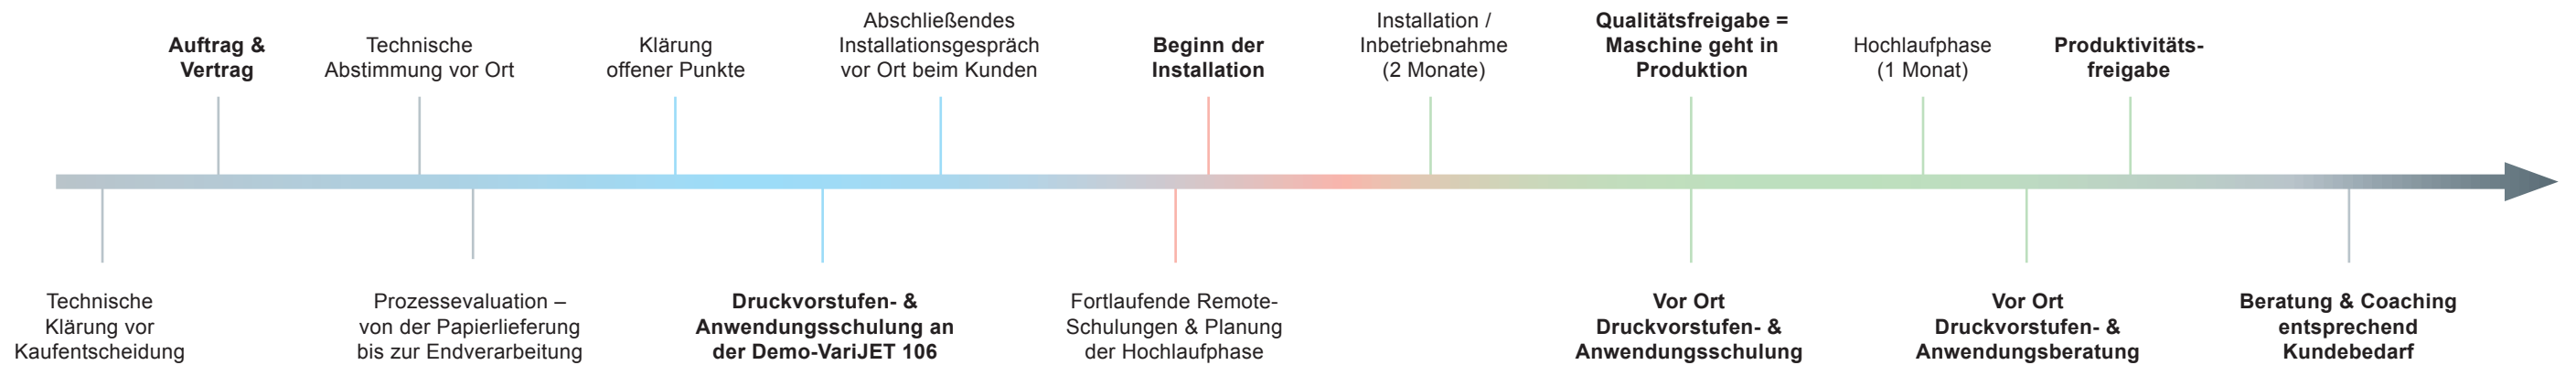 Auftrag &
Vertrag
Technische
Abstimmung vor Ort
Klärung
offener Punkte
Abschließendes
Installationsgespräch
vor Ort beim Kunden
Beginn der
Installation
Installation /
Inbetriebnahme
(2 Monate)
Qualitätsfreigabe =
Maschine geht in
Produktion
Hochlaufphase
(1 Monat)
Produktivitäts-
freigabe
Technische
Klärung vor
Kaufentscheidung
Prozessevaluation –
von der Papierlieferung
bis zur Endverarbeitung
Druckvorstufen- &
Anwendungsschulung an
der Demo-VariJET 106
Fortlaufende Remote-
Schulungen & Planung
der Hochlaufphase
Vor Ort
Druckvorstufen- &
Anwendungsschulung
Vor Ort
Druckvorstufen- &
Anwendungsberatung
Beratung & Coaching
entsprechend
Kundebedarf